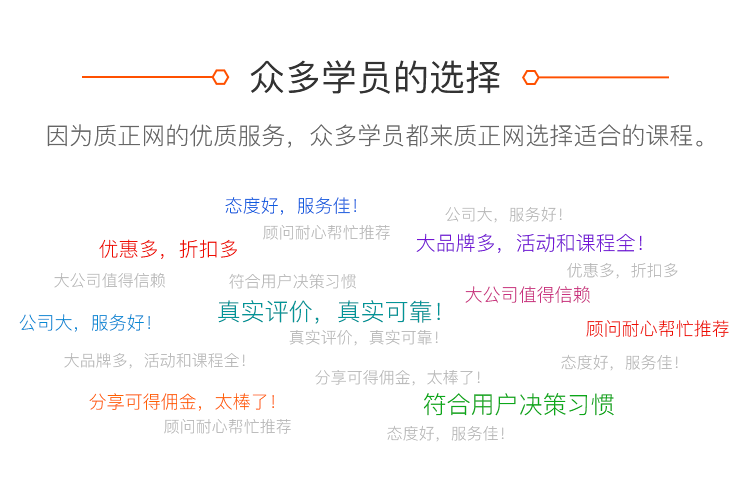 众多学员的选择
因为质正网的优质服务，众多学员都来质正网选择适合的课程。
态度好，服务佳！
公司大，服务好！
顾问耐心帮忙推荐
大品牌多，活动和课程全！
优惠多，折扣多
优惠多，折扣多
大公司值得信赖
符合用户决策习惯
大公司值得信赖
真实评价，真实可靠！
公司大，服务好！
顾问耐心帮忙推荐
真实评价，真实可靠！
大品牌多，活动和课程全！
态度好，服务佳！
分享可得佣金，太棒了！
分享可得佣金，太棒了！
符合用户决策习惯
顾问耐心帮忙推荐
态度好，服务佳！